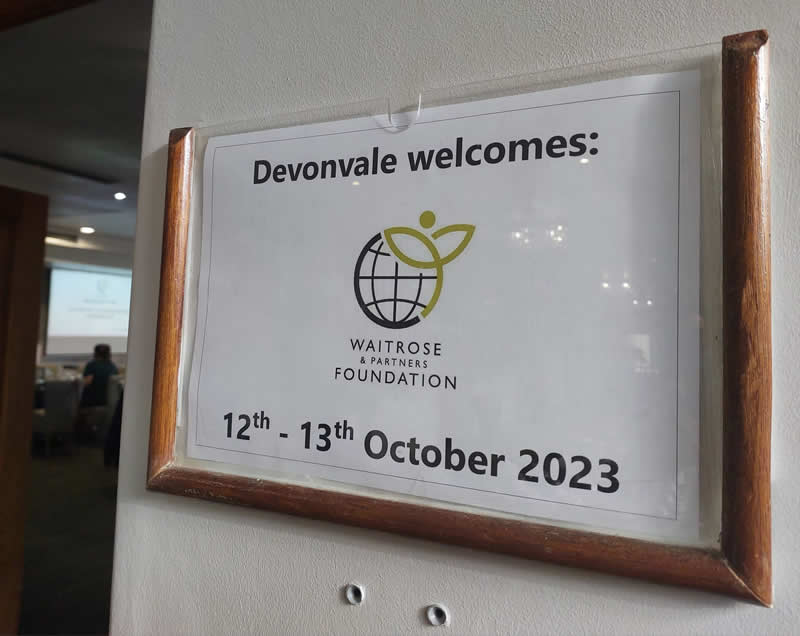 Devonvale welcomes:
WAITROSE
& PARTNERS
FOUNDATION
12th - 13th October 2023